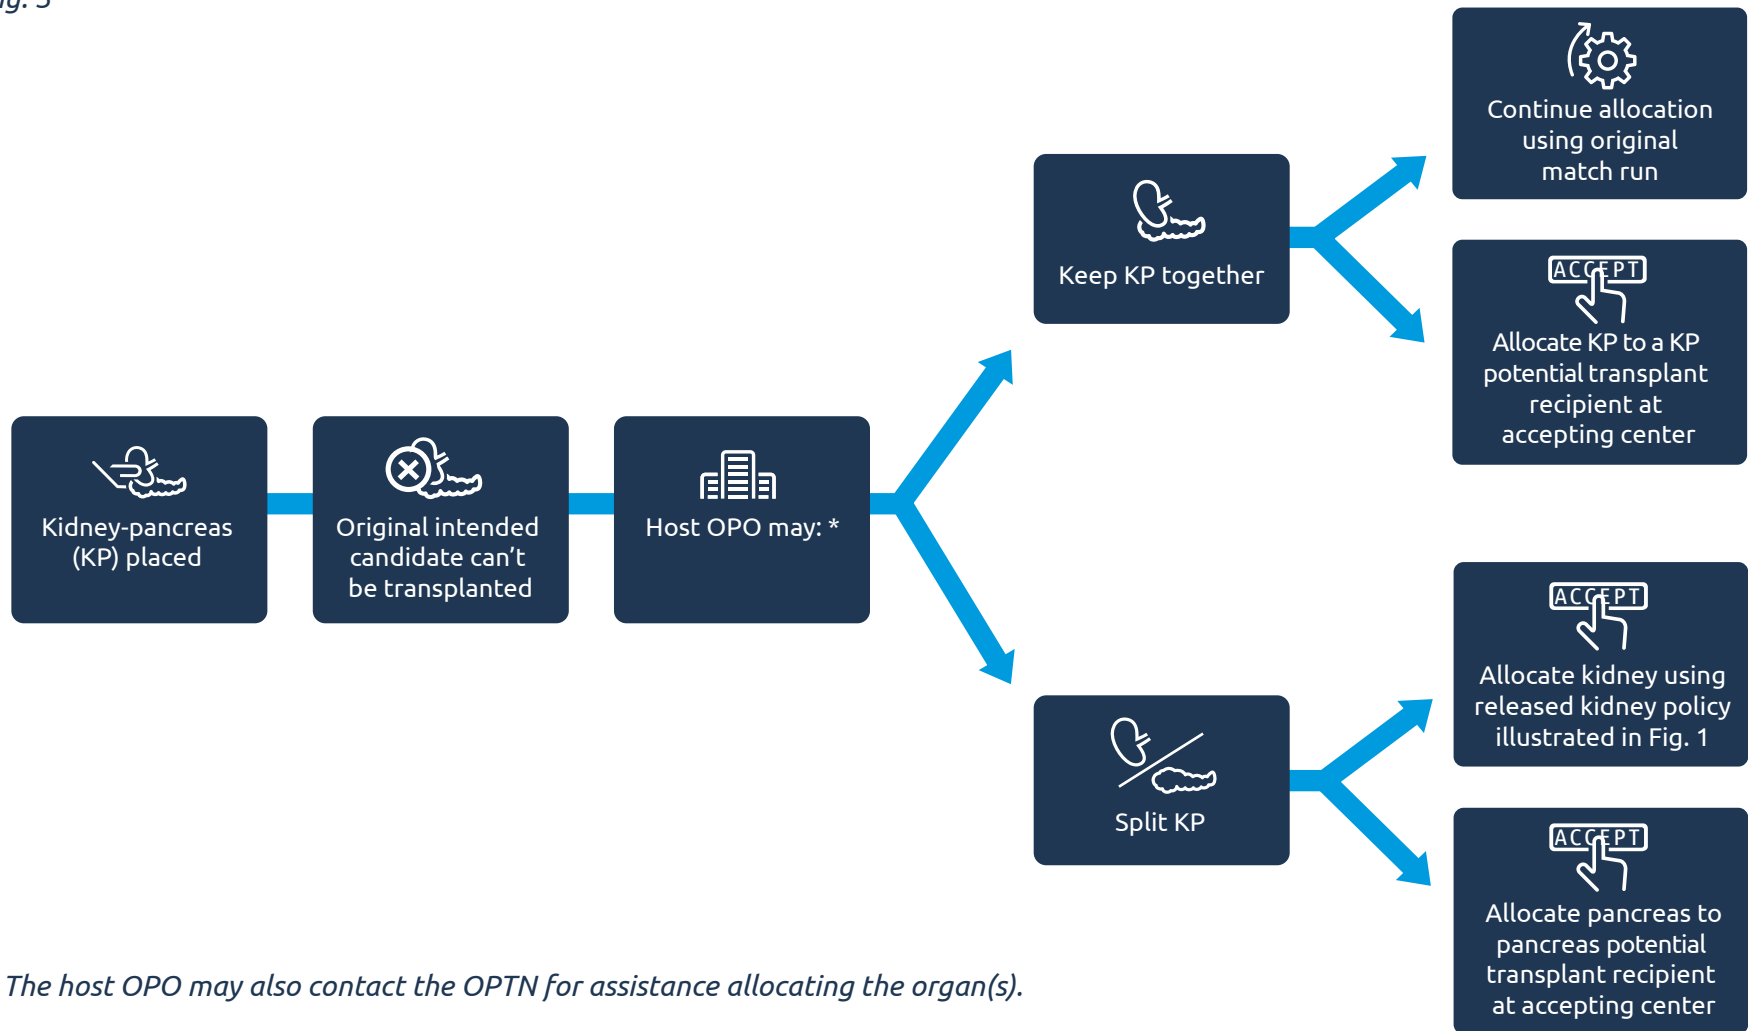 ig. 3
Kidney-pancreas
(KP) placed
Original intended
candidate can't
be transplanted
Host OPO may: *
Keep KP together
Continue allocation
using original
match run
ACCEPT
Allocate KP to a KP
potential transplant
recipient at
accepting center
Split KP
ACCEPT
Allocate kidney using
released kidney policy
illustrated in Fig. 1
ACCEPT
Allocate pancreas to
pancreas potential
transplant recipient
at accepting center
The host OPO may also contact the OPTN for assistance allocating the organ(s).